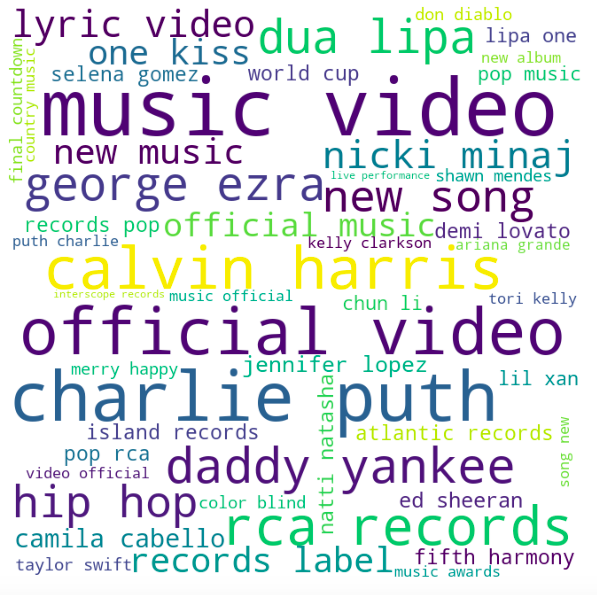 lyric video
don diablo
dua lipa
lipa one
one kiss
final countdown
country music
new album
selena gomez
world cup
pop music
music video
new music
nicki minaj
live performance
shawn mendes
george ezra
new song
records pop
official music
demi lovato
puth charlie
kelly clarkson
ariana grande
calvin harris
interscope records
music official
chun li
tori kelly
official video
merry happy
jennifer lopez
lil xan
charlie puth
natti natasha
island records
atlantic records
pop rca
song new
video official
daddy yankee
hip hop
color blind
ed sheeran
rca records
camila cabello
records label
fifth harmony
taylor swift
music awards